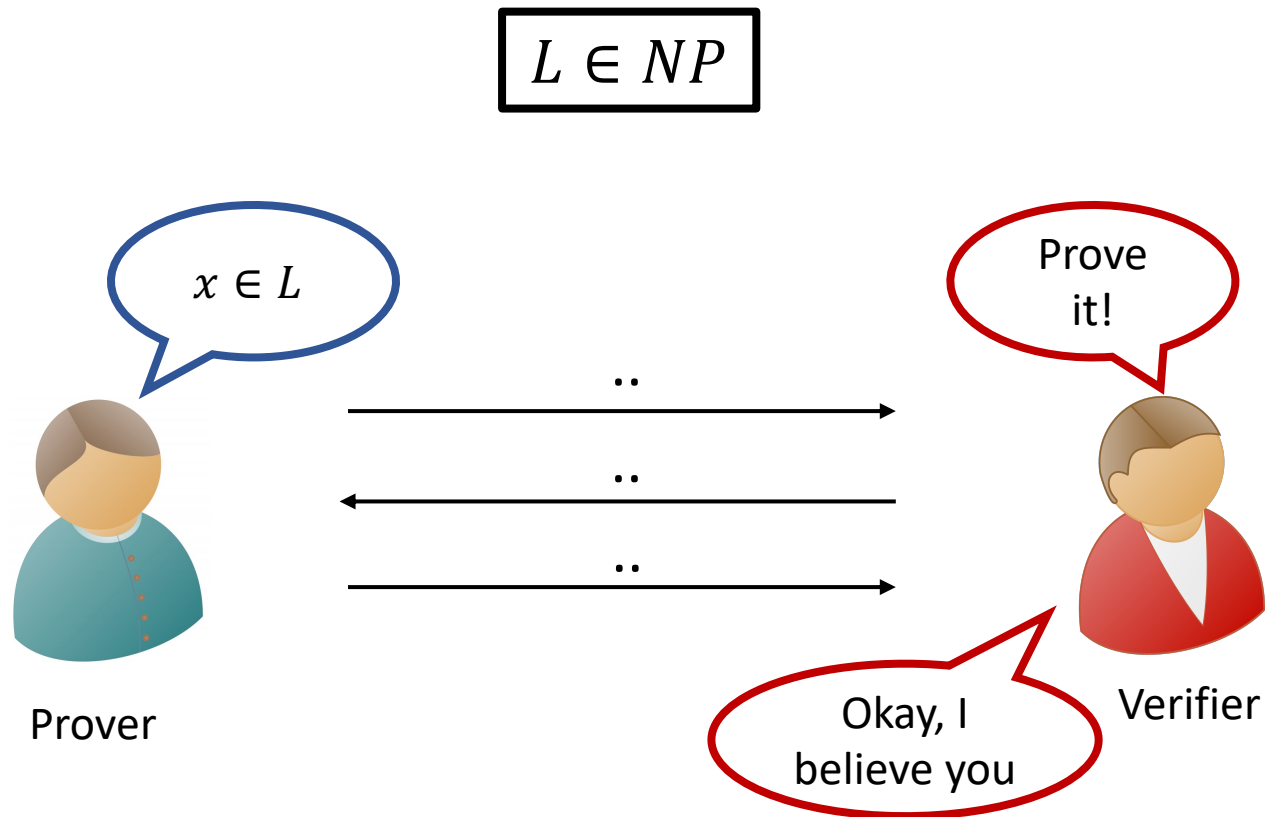 L ∈ NP
x ∈ L
Prove
it!
..
..
..
Prover
Verifier
Okay, I
believe you